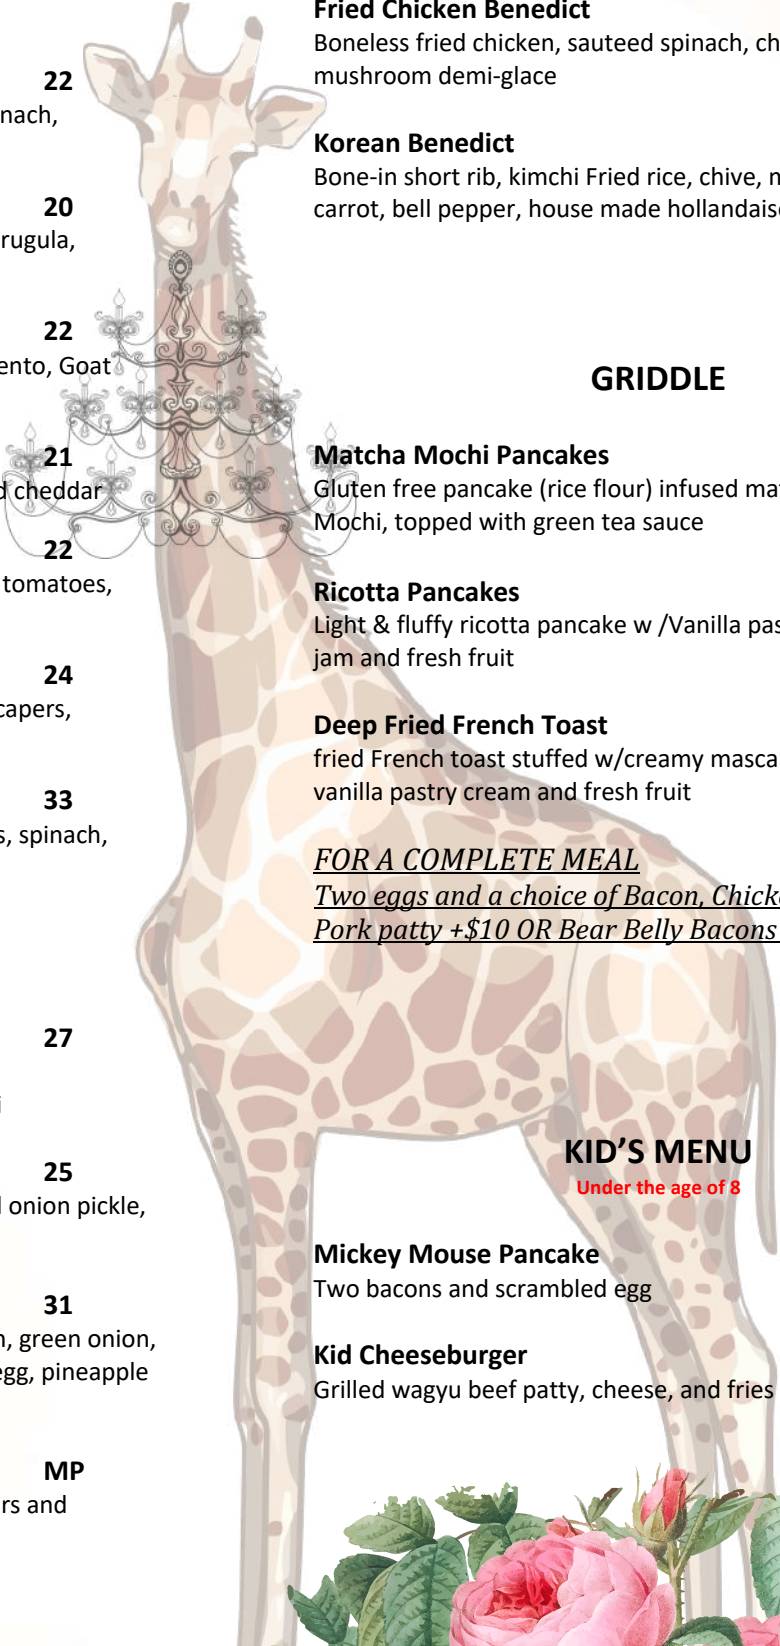 22
nach,
20
rugula,
22
ento, Goat
21
d cheddar
22
tomatoes,
24
capers,
33
s, spinach,
27
i
25
l onion pickle,
31
n, green onion,
egg, pineapple
MP
rs and
Fried Chicken Benedict
Boneless fried chicken, sauteed spinach, ch
mushroom demi-glace
Korean Benedict
Bone-in short rib, kimchi Fried rice, chive, m
carrot, bell pepper, house made hollandaise
GRIDDLE
Matcha Mochi Pancakes
Gluten free pancake (rice flour) infused mat
Mochi, topped with green tea sauce
Ricotta Pancakes
Light & fluffy ricotta pancake w /Vanilla pas
jam and fresh fruit
Deep Fried French Toast
fried French toast stuffed w/creamy masca
vanilla pastry cream and fresh fruit
FOR A COMPLETE MEAL
Two eggs and a choice of Bacon, Chicke
Pork patty +$10 OR Bear Belly Bacons
KID’S MENU
Under the age of 8
Mickey Mouse Pancake
Two bacons and scrambled egg
Kid Cheeseburger
Grilled wagyu beef patty, cheese, and fries